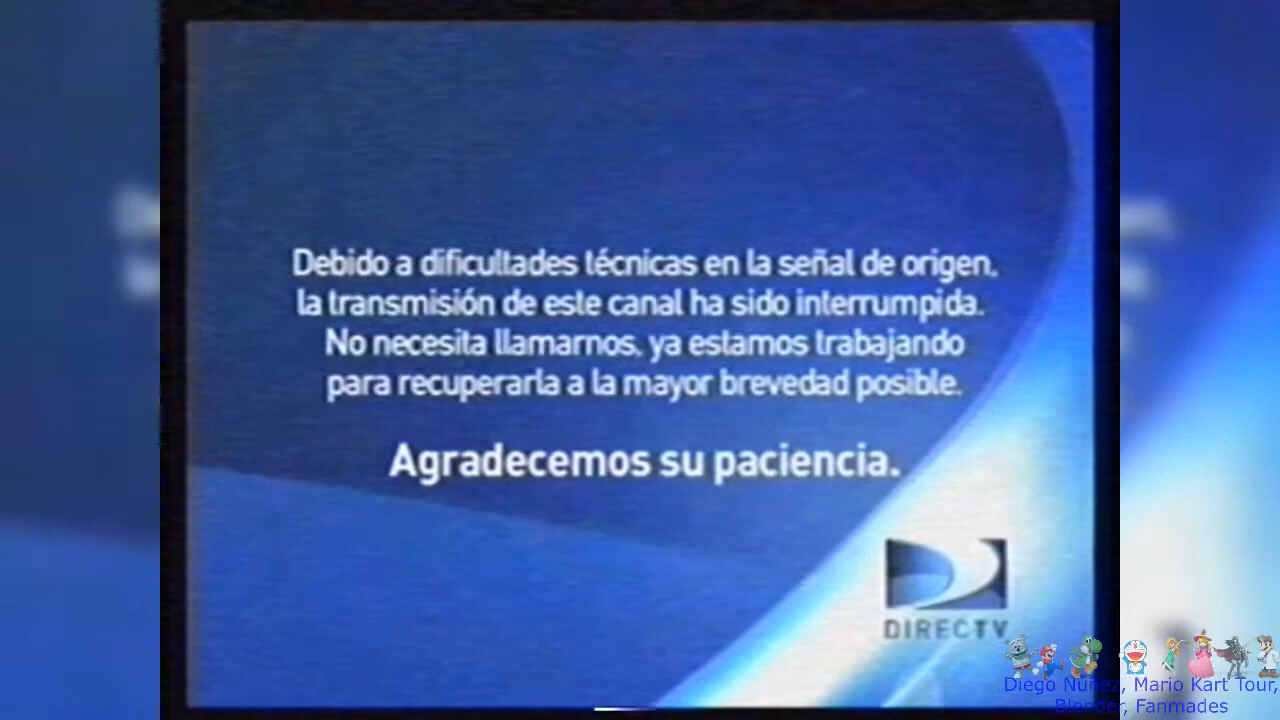 Debido a dificultades técnicas en la señal de origen,
la transmisión de este canal ha sido interrumpida.
No necesita llamarnos, ya estamos trabajando
para recuperarla a la mayor brevedad posible.
Agradecemos su paciencia.
DIRECTV
Diego Nuñez, Mario Kart Tour,
Blender, Fanmades